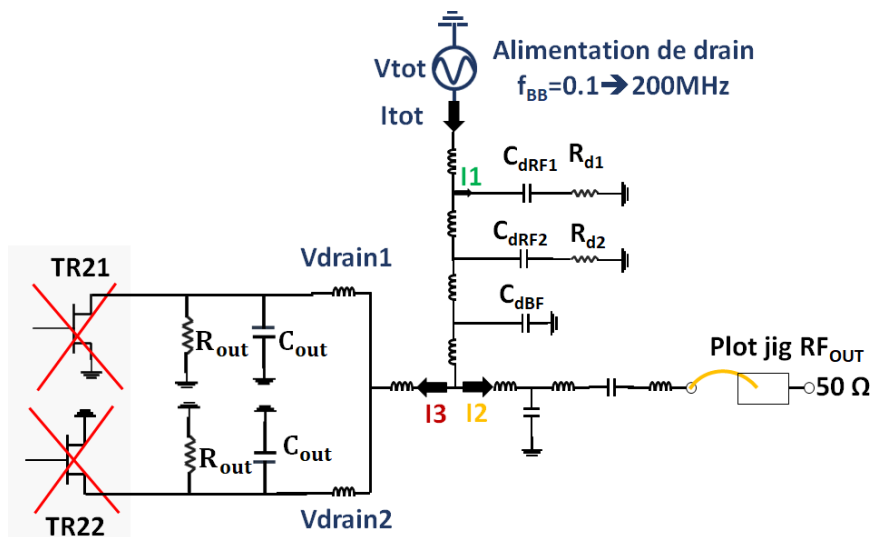 Alimentation de drain
f_BB=0.1➔200MHz
Vtot
Itot
I1
C_dRF1
R_d1
C_dRF2
R_d2
C_dBF
Vdrain1
TR21
R_out
C_out
R_out
C_out
TR22
Vdrain2
I3
I2
Plot jig RF_OUT
50 Ω